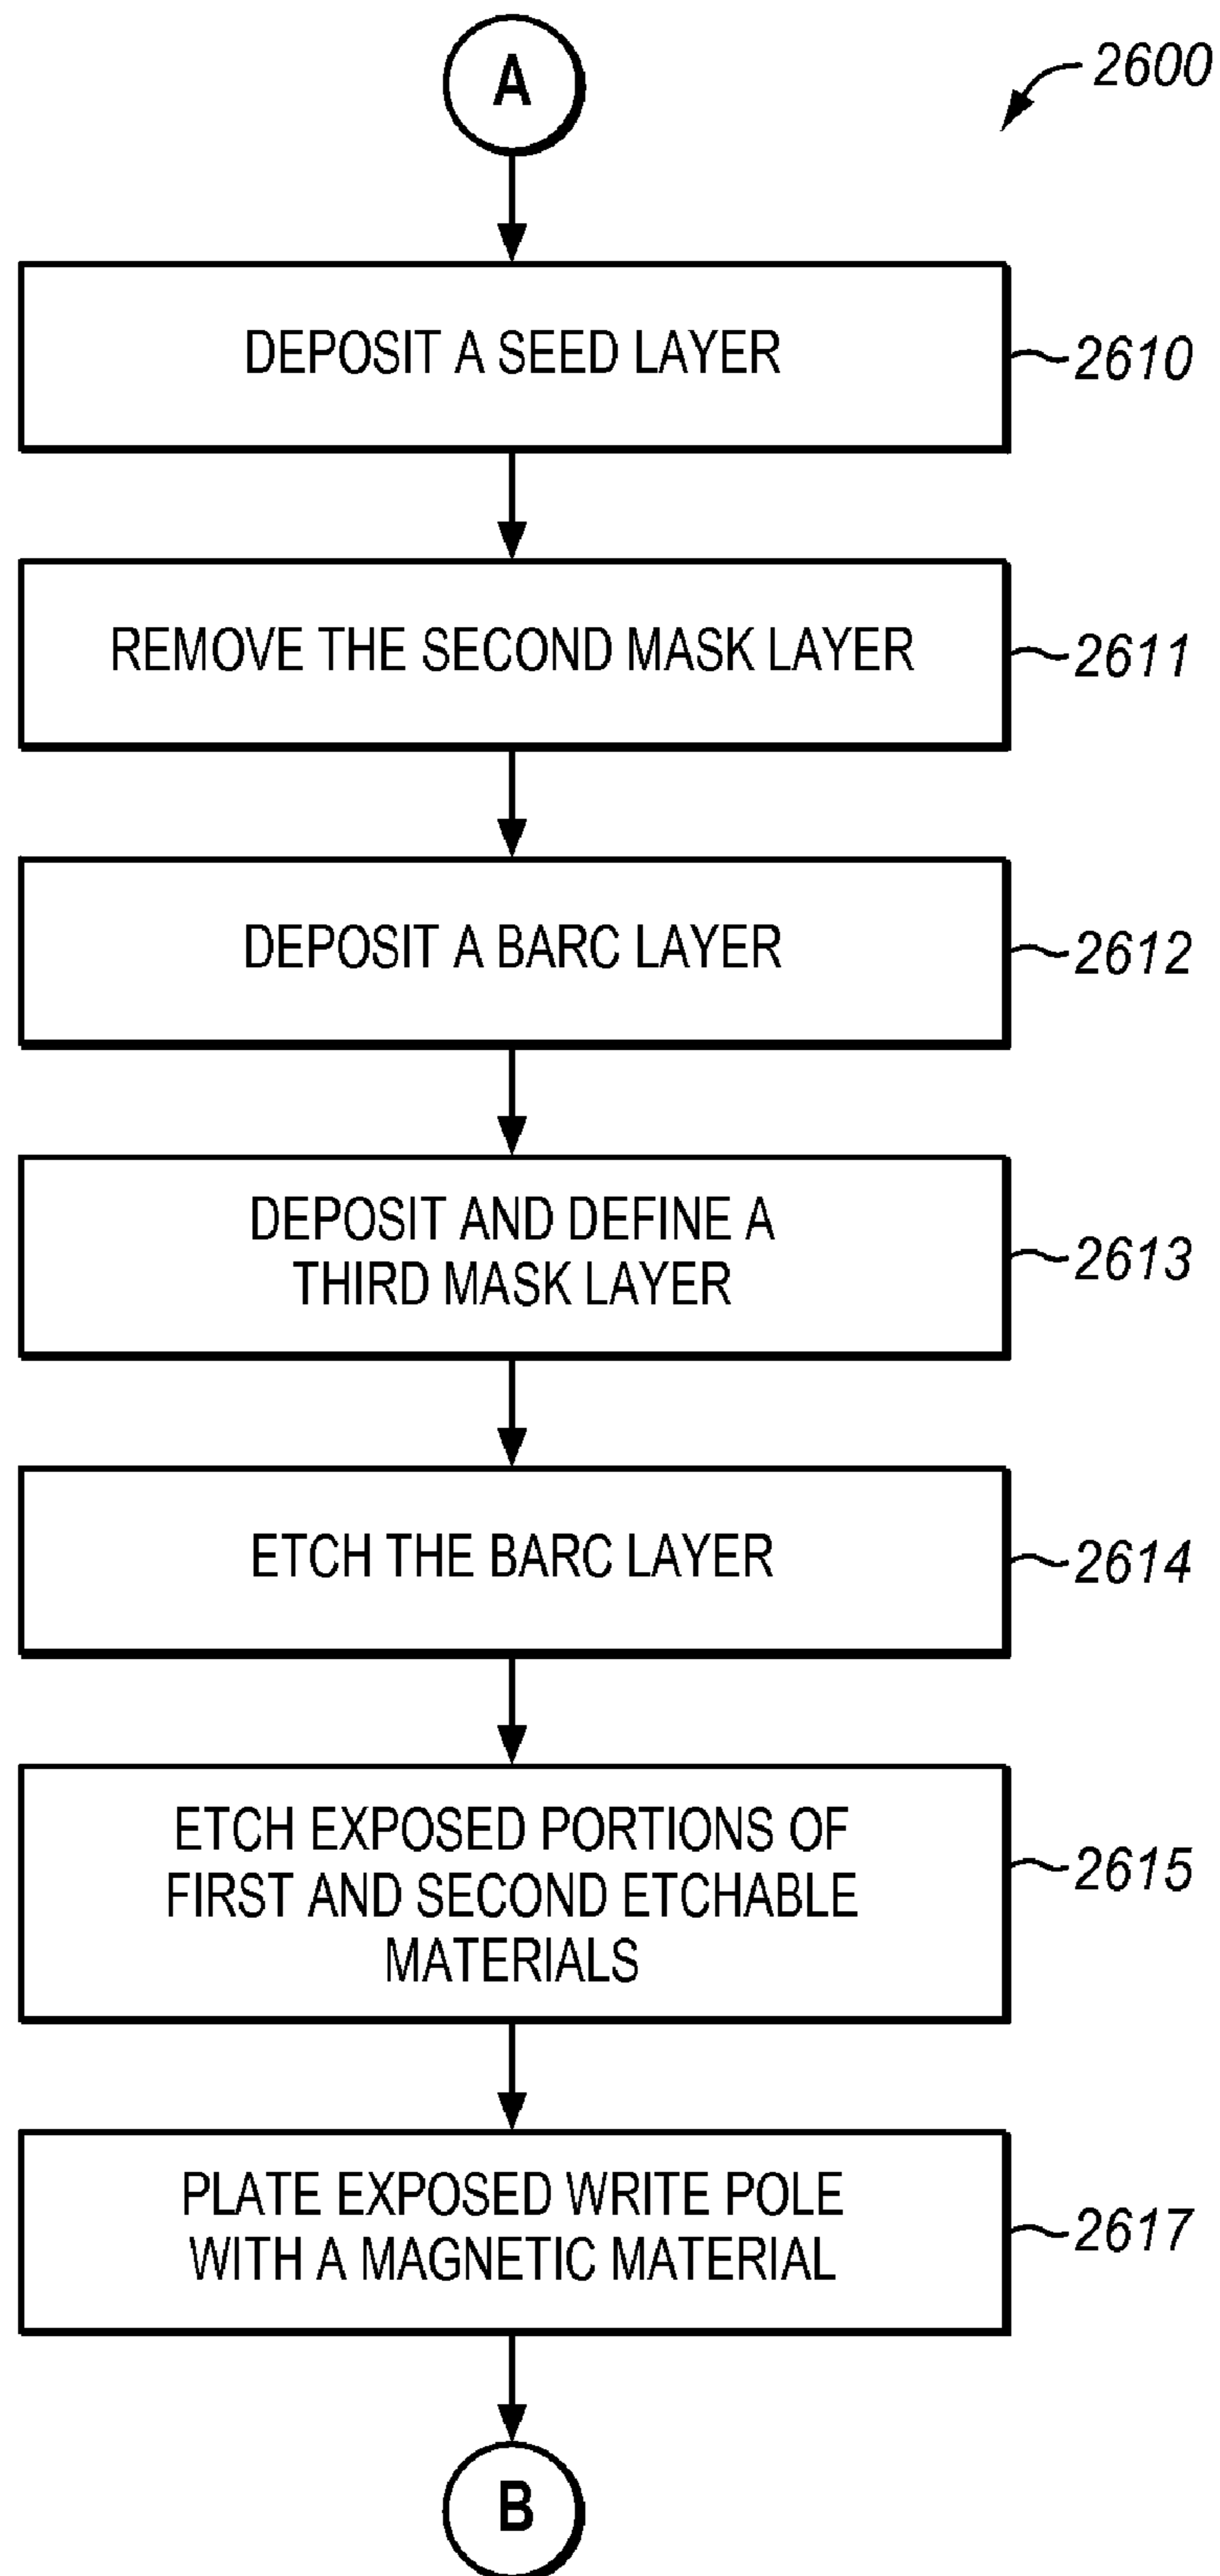 A
2600
DEPOSIT A SEED LAYER
2610
REMOVE THE SECOND MASK LAYER
2611
DEPOSIT A BARC LAYER
2612
DEPOSIT AND DEFINE A
THIRD MASK LAYER
2613
ETCH THE BARC LAYER
2614
ETCH EXPOSED PORTIONS OF
FIRST AND SECOND ETCHABLE
MATERIALS
2615
PLATE EXPOSED WRITE POLE
WITH A MAGNETIC MATERIAL
2617
B